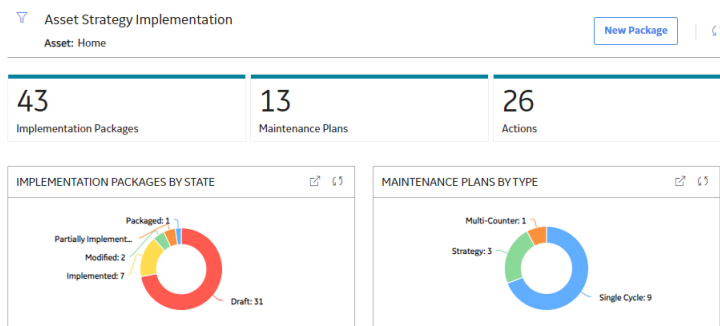 Asset Strategy Implementation
Asset: Home
New Package
43
Implementation Packages
13
Maintenance Plans
26
Actions
IMPLEMENTATION PACKAGES BY STATE
MAINTENANCE PLANS BY TYPE
Packaged: 1
Partially Implement...
Modified: 2
Implemented: 7
Draft: 31
Multi-Counter: 1
Strategy: 3
Single Cycle: 9